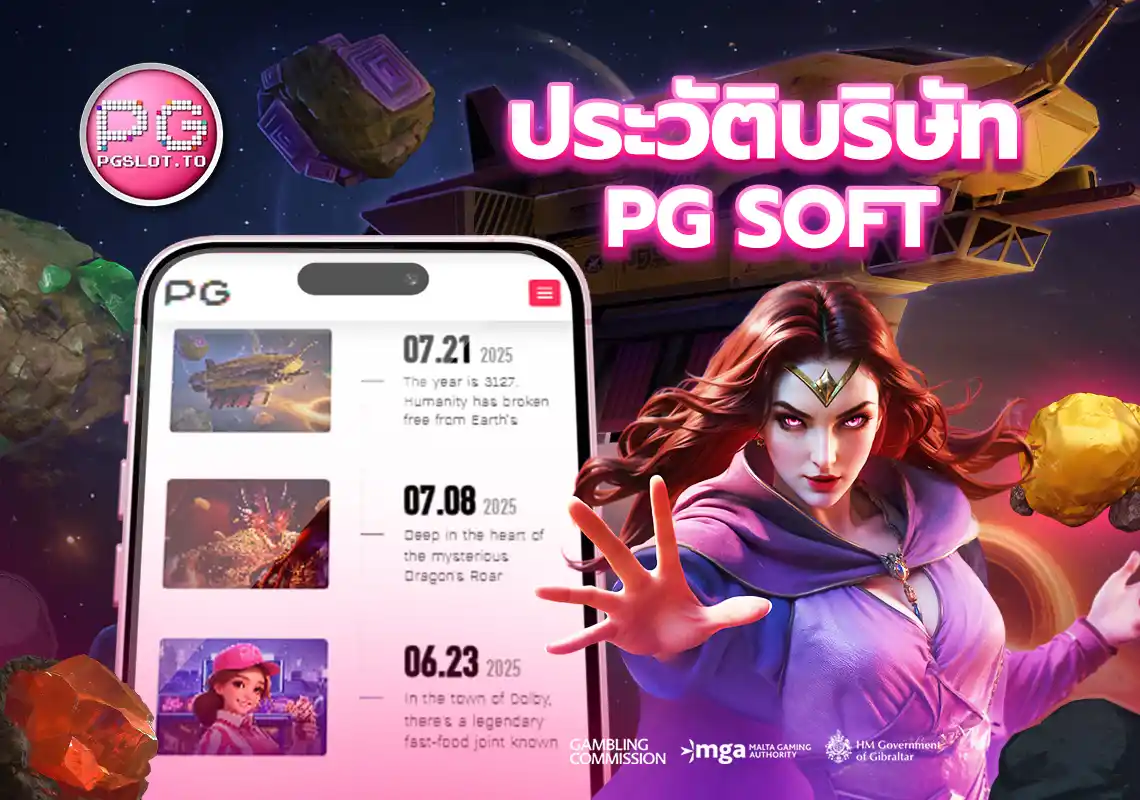 PG
PGSLOT.TO
ประวัติบริษัท
PG SOFT
PG
07.21 2025
The year is 3127.
Humanity has broken
free from Earth's
07.08 2025
Deep in the heart of
the mysterious
Dragon's Roar
06.23 2025
In the town of Dolby,
there's a legendary
fast-food joint known
GAMBLING
COMMISSION
mga MALTA GAMING
AUTHORITY
HM Government
of Gibraltar